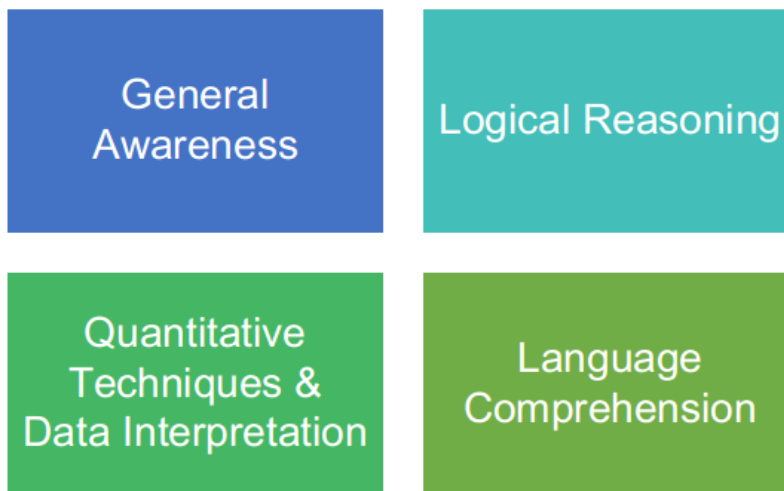 General
Awareness
Logical Reasoning
Quantitative
Techniques &
Data Interpretation
Language
Comprehension